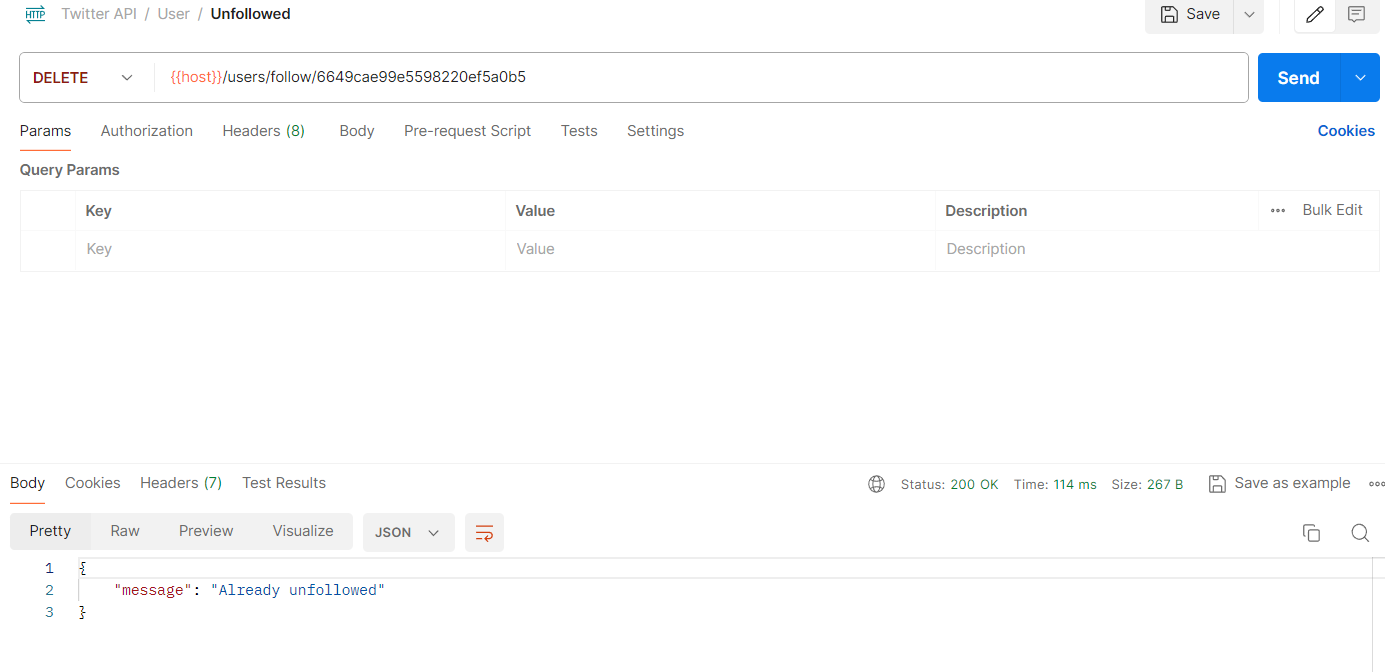 HTTP Twitter API / User / Unfollowed Save
DELETE {{host}}/users/follow/6649cae99e5598220ef5a0b5 Send
Params Authorization Headers (8) Body Pre-request Script Tests Settings Cookies
Query Params
Key Value Description Bulk Edit
Key Value Description
Body Cookies Headers (7) Test Results Status: 200 OK Time: 114 ms Size: 267 B Save as example
Pretty Raw Preview Visualize JSON
1 {
2 "message": "Already unfollowed"
3 }